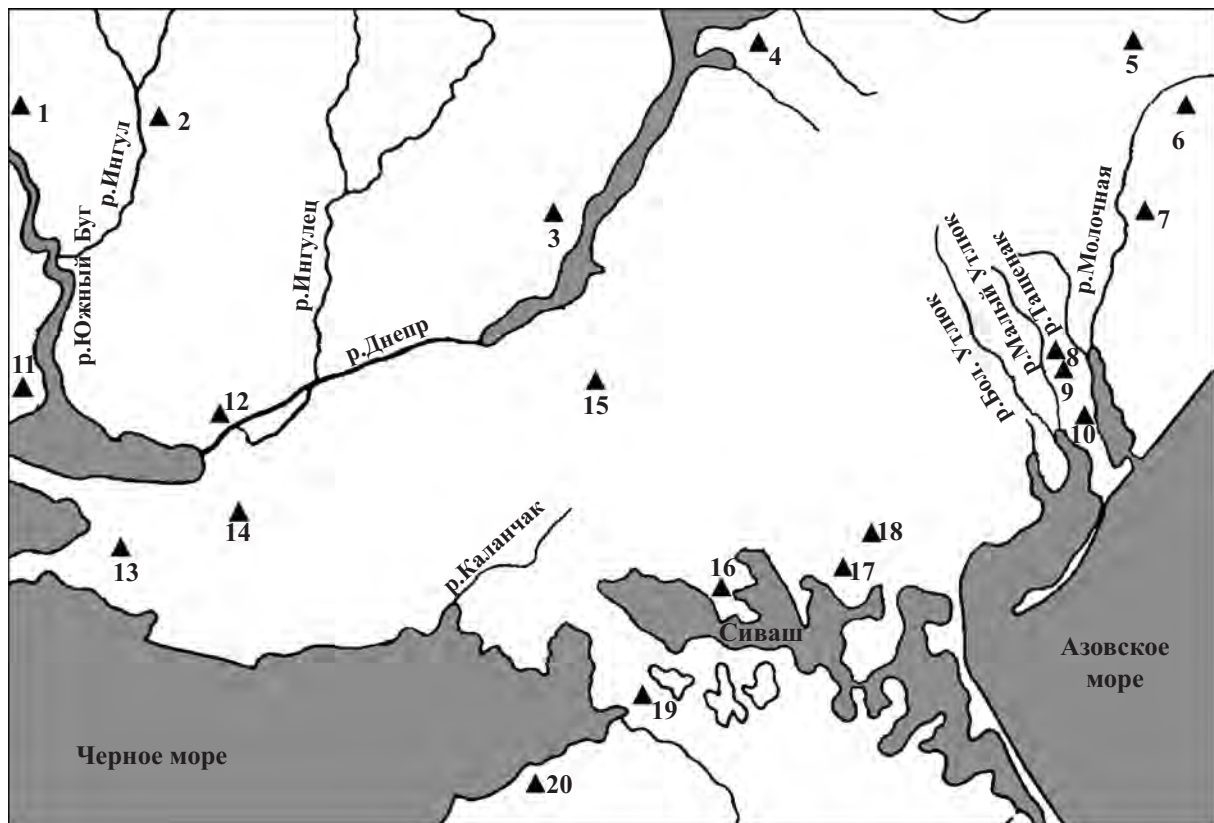 1
2
3
4
5
6
7
8
9
10
11
12
13
14
15
16
17
18
19
20
р.Ингул
р.Южный Буг
р.Ингулец
р.Днепр
р.Каланчак
р.Бол. Утлюк
р.Малый Утлюк
р.Ташенак
р.Молочная
Сиваш
Азовское
море
Черное море